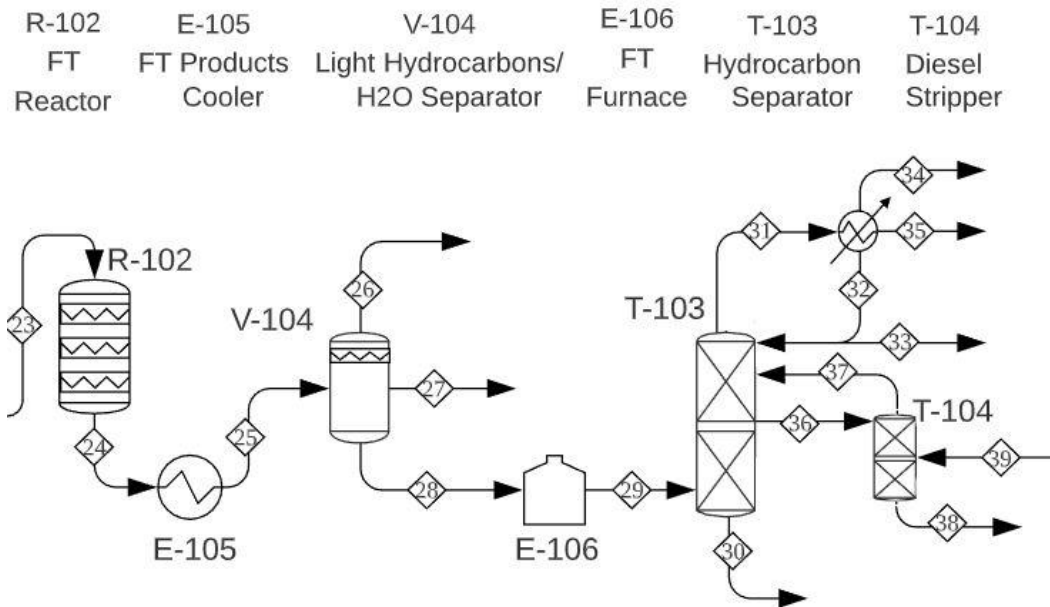 R-102 E-105 V-104 E-106 T-103 T-104
FT FT Products Light Hydrocarbons/ FT Hydrocarbon Diesel
Reactor Cooler H2O Separator Furnace Separator Stripper
34
31
35
R-102
26
32
23
V-104
T-103
33
37
27
T-104
36
24
25
39
28
29
38
E-105
E-106
30